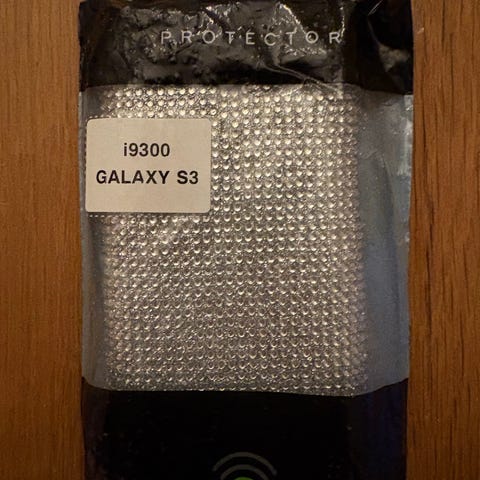 PROTECTOR
i9300
GALAXY S3